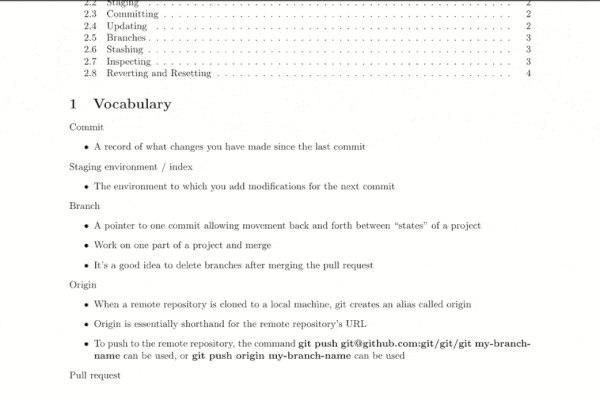 2.2 Staging . . . . . . . . . . . . . . . . . . . . . . . . . . . . . . . . . . . . . . . . . . 2
2.3 Committing . . . . . . . . . . . . . . . . . . . . . . . . . . . . . . . . . . . . . . . . 2
2.4 Updating . . . . . . . . . . . . . . . . . . . . . . . . . . . . . . . . . . . . . . . . . 2
2.5 Branches . . . . . . . . . . . . . . . . . . . . . . . . . . . . . . . . . . . . . . . . . . 3
2.6 Stashing . . . . . . . . . . . . . . . . . . . . . . . . . . . . . . . . . . . . . . . . . . 3
2.7 Inspecting . . . . . . . . . . . . . . . . . . . . . . . . . . . . . . . . . . . . . . . . . 3
2.8 Reverting and Resetting . . . . . . . . . . . . . . . . . . . . . . . . . . . . . . . . . 4
1 Vocabulary
Commit
• A record of what changes you have made since the last commit
Staging environment / index
• The environment to which you add modifications for the next commit
Branch
• A pointer to one commit allowing movement back and forth between “states” of a project
• Work on one part of a project and merge
• It’s a good idea to delete branches after merging the pull request
Origin
• When a remote repository is cloned to a local machine, git creates an alias called origin
• Origin is essentially shorthand for the remote repository’s URL
• To push to the remote repository, the command git push git@github.com:git/git/git my-branch-
name can be used, or git push origin my-branch-name can be used
Pull request